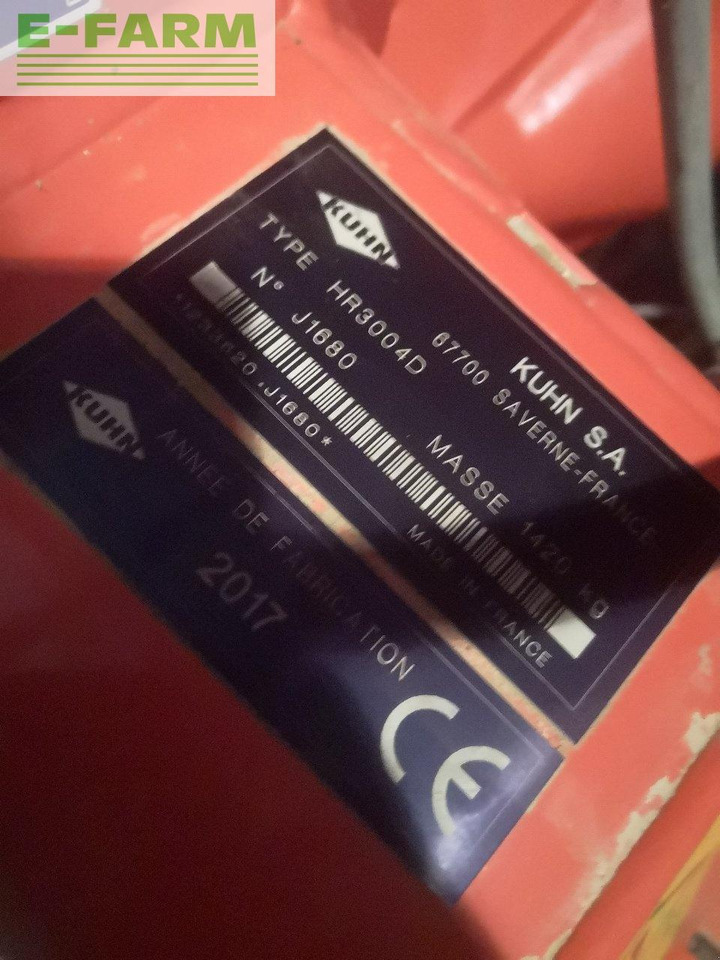 E-FARM
KUHN
KUHN S.A.
67700 SAVERNE-FRANCE
TYPE HR3004D
N° J1680 MASSE 1420 kg
J1680*
MADE IN FRANCE
KUHN
ANNEE DE FABRICATION
2017
CE